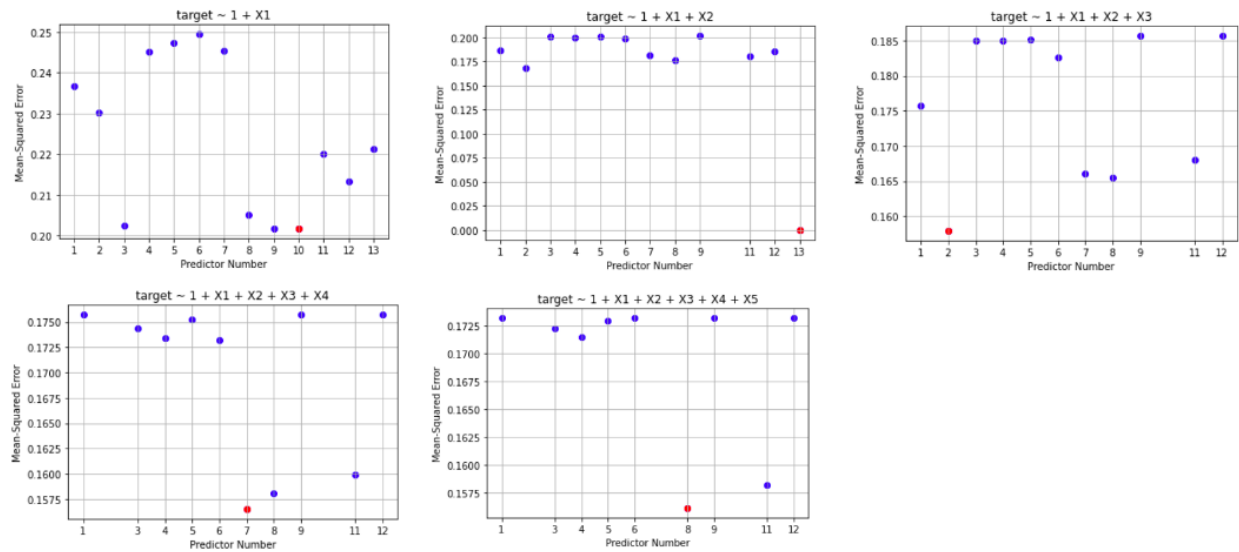 target ~ 1 + X1
0.25
0.24
0.23
0.22
0.21
0.20
Mean-Squared Error
1 2 3 4 5 6 7 8 9 10 11 12 13
Predictor Number
target ~ 1 + X1 + X2
0.200
0.175
0.150
0.125
0.100
0.075
0.050
0.025
0.000
Mean-Squared Error
1 2 3 4 5 6 7 8 9 11 12 13
Predictor Number
target ~ 1 + X1 + X2 + X3
0.185
0.180
0.175
0.170
0.165
0.160
Mean-Squared Error
1 2 3 4 5 6 7 8 9 11 12
Predictor Number
target ~ 1 + X1 + X2 + X3 + X4
0.1750
0.1725
0.1700
0.1675
0.1650
0.1625
0.1600
0.1575
Mean-Squared Error
1 3 4 5 6 7 8 9 11 12
Predictor Number
target ~ 1 + X1 + X2 + X3 + X4 + X5
0.1725
0.1700
0.1675
0.1650
0.1625
0.1600
0.1575
Mean-Squared Error
1 3 4 5 6 8 9 11 12
Predictor Number